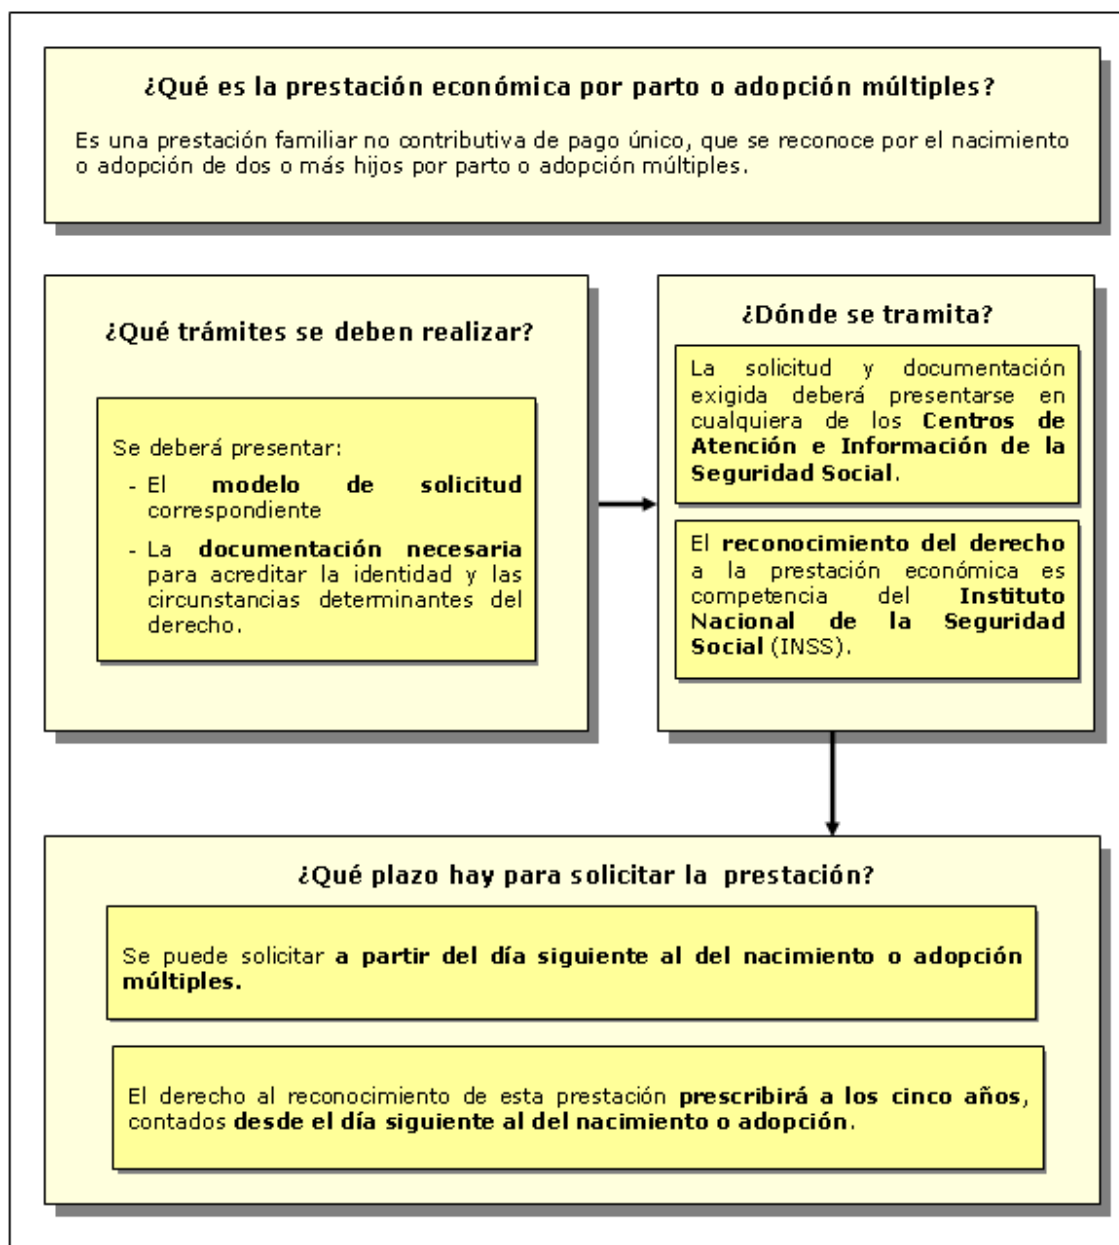 ¿Qué es la prestación económica por parto o adopción múltiples?
Es una prestación familiar no contributiva de pago único, que se reconoce por el nacimiento
o adopción de dos o más hijos por parto o adopción múltiples.
¿Qué trámites se deben realizar?
Se deberá presentar:
- El modelo de solicitud
correspondiente
- La documentación necesaria
para acreditar la identidad y las
circunstancias determinantes del
derecho.
¿Dónde se tramita?
La solicitud y documentación
exigida deberá presentarse en
cualquiera de los Centros de
Atención e Información de la
Seguridad Social.
El reconocimiento del derecho
a la prestación económica es
competencia del Instituto
Nacional de la Seguridad
Social (INSS).
¿Qué plazo hay para solicitar la prestación?
Se puede solicitar a partir del día siguiente al del nacimiento o adopción
múltiples.
El derecho al reconocimiento de esta prestación prescribirá a los cinco años,
contados desde el día siguiente al del nacimiento o adopción.